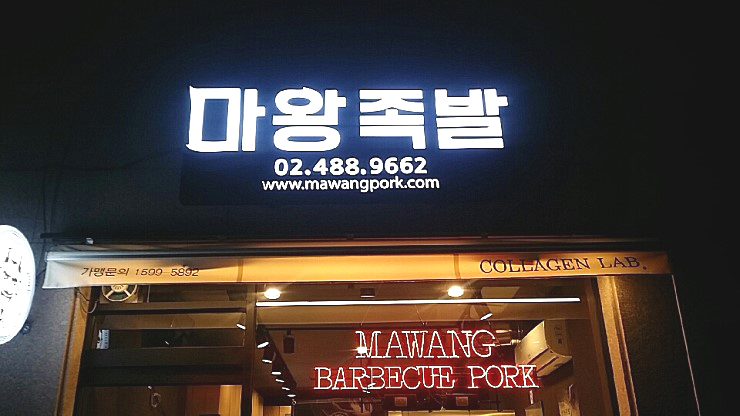 마왕족발
02.488.9662
www.mawangpork.com
가맹문의 1599-5892
COLLAGEN LAB.
MAWANG
BARBECUE PORK